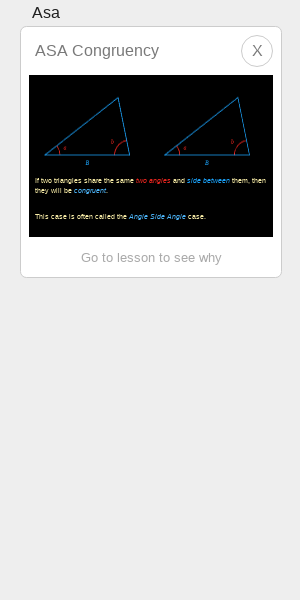 Asa
ASA Congruency
X
a b a b
B B
If two triangles share the same two angles and side between them, then
they will be congruent.
This case is often called the Angle Side Angle case.
Go to lesson to see why